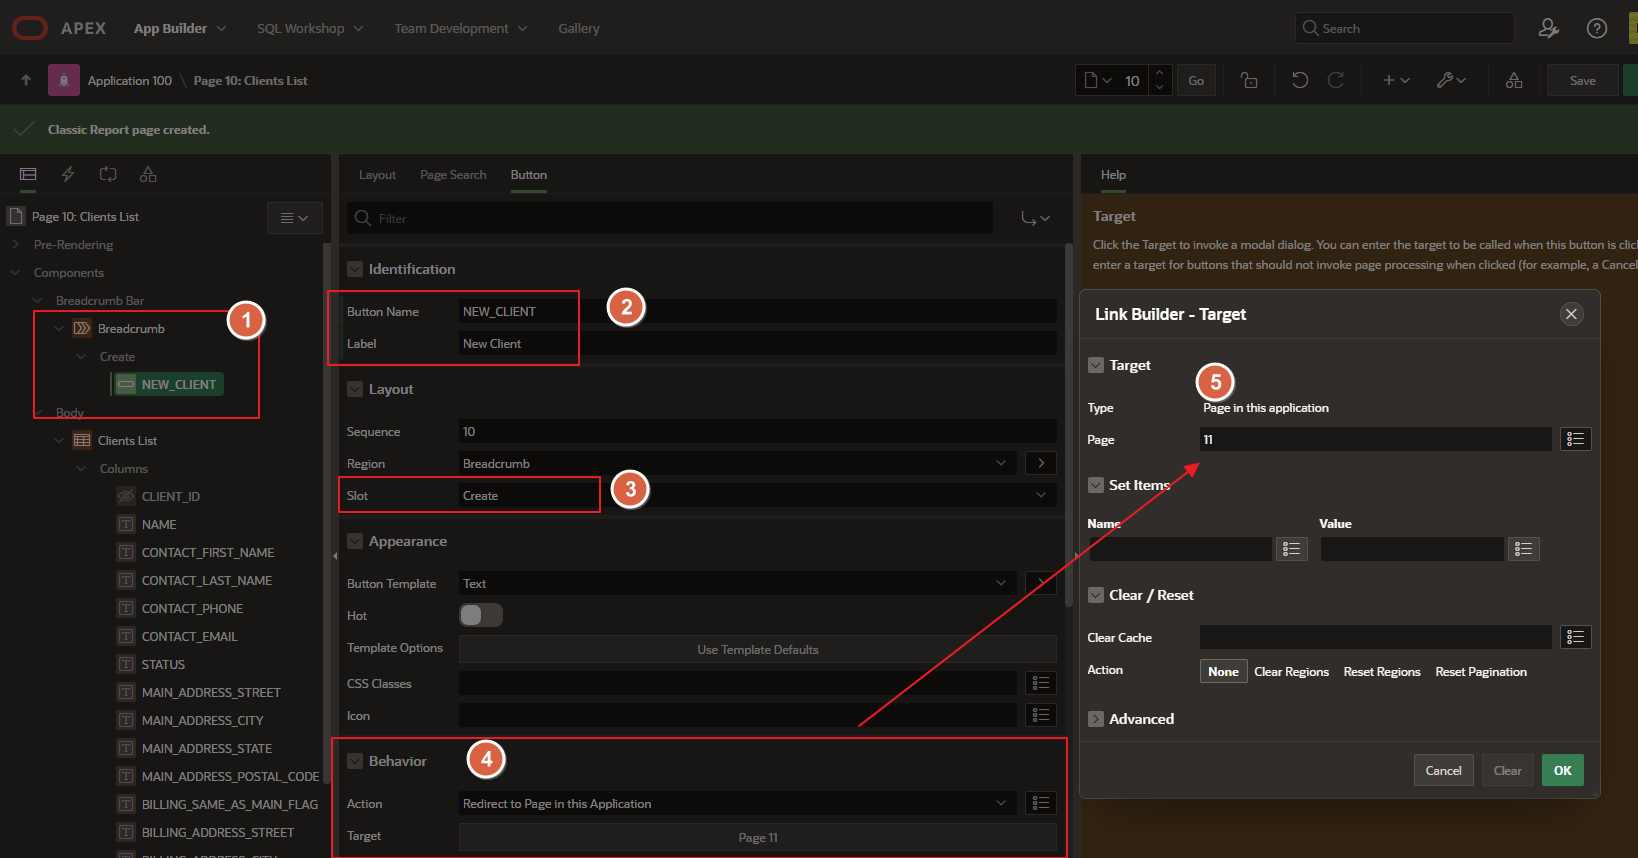 APEX App Builder SQL Workshop Team Development Gallery Search
Application 100 \ Page 10: Clients List 10 Go Save
Classic Report page created.
Page 10: Clients List
Pre-Rendering
Components
Breadcrumb Bar
1
Breadcrumb
Create
NEW_CLIENT
Body
Clients List
Columns
CLIENT_ID
NAME
CONTACT_FIRST_NAME
CONTACT_LAST_NAME
CONTACT_PHONE
CONTACT_EMAIL
STATUS
MAIN_ADDRESS_STREET
MAIN_ADDRESS_CITY
MAIN_ADDRESS_STATE
MAIN_ADDRESS_POSTAL_CODE
BILLING_SAME_AS_MAIN_FLAG
BILLING_ADDRESS_STREET
BILLING_ADDRESS_CITY
Layout Page Search Button
Filter
Identification
Button Name NEW_CLIENT
2
Label New Client
Layout
Sequence 10
Region Breadcrumb
Slot Create
3
Appearance
Button Template Text
Hot
Template Options Use Template Defaults
CSS Classes
Icon
Behavior
4
Action Redirect to Page in this Application
Target Page 11
Help
Target
Click the Target to invoke a modal dialog. You can enter the target to be called when this button is clic
enter a target for buttons that should not invoke page processing when clicked (for example, a Cancel
Link Builder - Target
Target
5
Type Page in this application
Page 11
Set Items
Name Value
Clear / Reset
Clear Cache
Action None Clear Regions Reset Regions Reset Pagination
Advanced
Cancel Clear OK